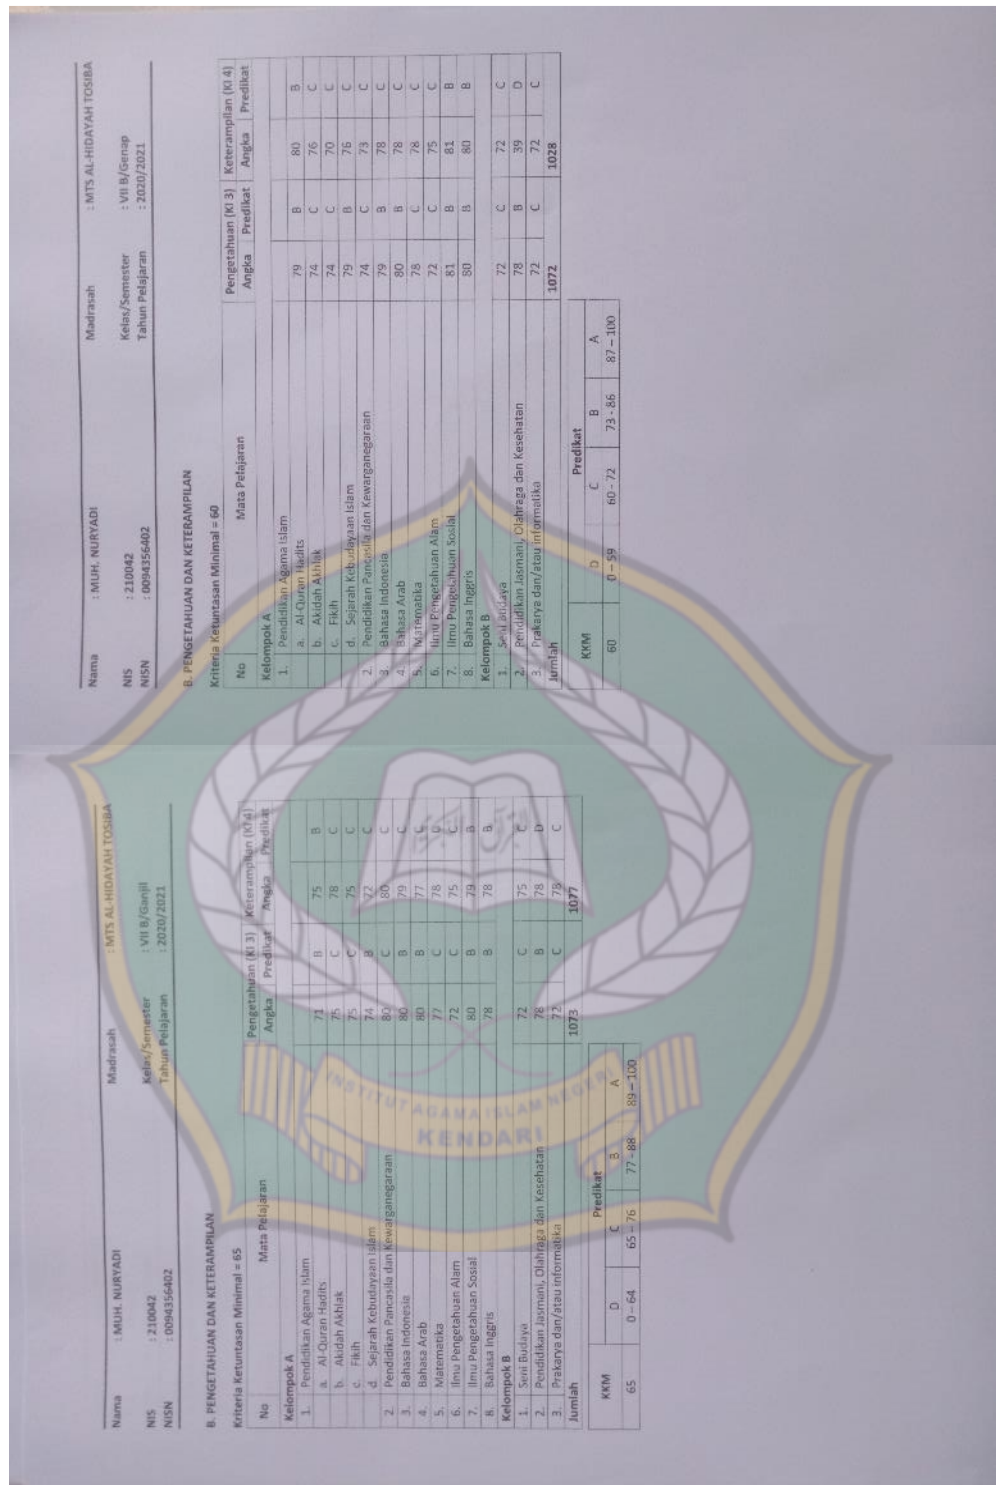 Nama : MUH. NURYADI Madrasah : MTS AL-HIDAYAH TOSIBA
NIS : 210042 Kelas/Semester : VII B/Ganjil
NISN : 0094356402 Tahun Pelajaran : 2020/2021
B. PENGETAHUAN DAN KETERAMPILAN
Kriteria Ketuntasan Minimal = 65
No Mata Pelajaran Pengetahuan (KI 3) Keterampilan (KI 4)
Angka Predikat Angka Predikat
Kelompok A
1. Pendidikan Agama Islam
a. Al-Quran Hadits 71 B 75 B
b. Akidah Akhlak 75 C 78 C
c. Fikih 75 C 75 C
d. Sejarah Kebudayaan Islam 74 B 72 C
2. Pendidikan Pancasila dan Kewarganegaraan 80 C 80 C
3. Bahasa Indonesia 80 B 79 C
4. Bahasa Arab 80 B 77 C
5. Matematika 77 C 78 D
6. Ilmu Pengetahuan Alam 72 C 75 C
7. Ilmu Pengetahuan Sosial 80 B 79 B
8. Bahasa Inggris 78 B 78 B
Kelompok B
1. Seni Budaya 72 C 75 C
2. Pendidikan Jasmani, Olahraga dan Kesehatan 78 B 78 D
3. Prakarya dan/atau informatika 72 C 78 C
Jumlah 1073 1077
KKM Predikat
D C B A
65 0 – 64 65 – 76 77 - 88 89 – 100
Nama : MUH. NURYADI Madrasah : MTS AL-HIDAYAH TOSIBA
NIS : 210042 Kelas/Semester : VII B/Genap
NISN : 0094356402 Tahun Pelajaran : 2020/2021
B. PENGETAHUAN DAN KETERAMPILAN
Kriteria Ketuntasan Minimal = 60
No Mata Pelajaran Pengetahuan (KI 3) Keterampilan (KI 4)
Angka Predikat Angka Predikat
Kelompok A
1. Pendidikan Agama Islam
a. Al-Quran Hadits 79 B 80 B
b. Akidah Akhlak 74 C 76 C
c. Fikih 74 C 70 C
d. Sejarah Kebudayaan Islam 79 B 76 C
2. Pendidikan Pancasila dan Kewarganegaraan 74 C 73 C
3. Bahasa Indonesia 79 B 78 C
4. Bahasa Arab 80 B 78 C
5. Matematika 78 C 78 C
6. Ilmu Pengetahuan Alam 72 C 75 C
7. Ilmu Pengetahuan Sosial 81 B 81 B
8. Bahasa Inggris 80 B 80 B
Kelompok B
1. Seni Budaya 72 C 72 C
2. Pendidikan Jasmani, Olahraga dan Kesehatan 78 B 39 D
3. Prakarya dan/atau informatika 72 C 72 C
Jumlah 1072 1028
KKM Predikat
D C B A
60 0 – 59 60 - 72 73 - 86 87 – 100
INSTITUT AGAMA ISLAM NEGERI
KENDARI